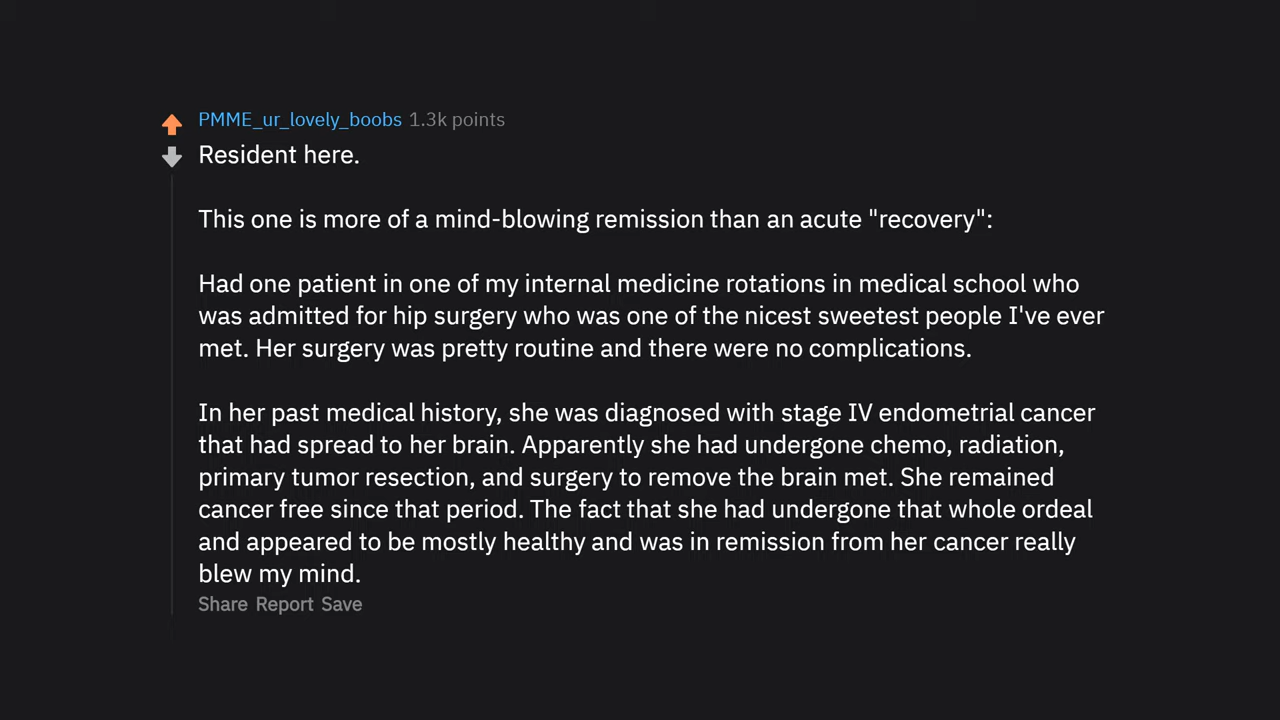 PMME_ur_lovely_boobs 1.3k points
Resident here.
This one is more of a mind-blowing remission than an acute "recovery":
Had one patient in one of my internal medicine rotations in medical school who
was admitted for hip surgery who was one of the nicest sweetest people I've ever
met. Her surgery was pretty routine and there were no complications.
In her past medical history, she was diagnosed with stage IV endometrial cancer
that had spread to her brain. Apparently she had undergone chemo, radiation,
primary tumor resection, and surgery to remove the brain met. She remained
cancer free since that period. The fact that she had undergone that whole ordeal
and appeared to be mostly healthy and was in remission from her cancer really
blew my mind.
Share Report Save